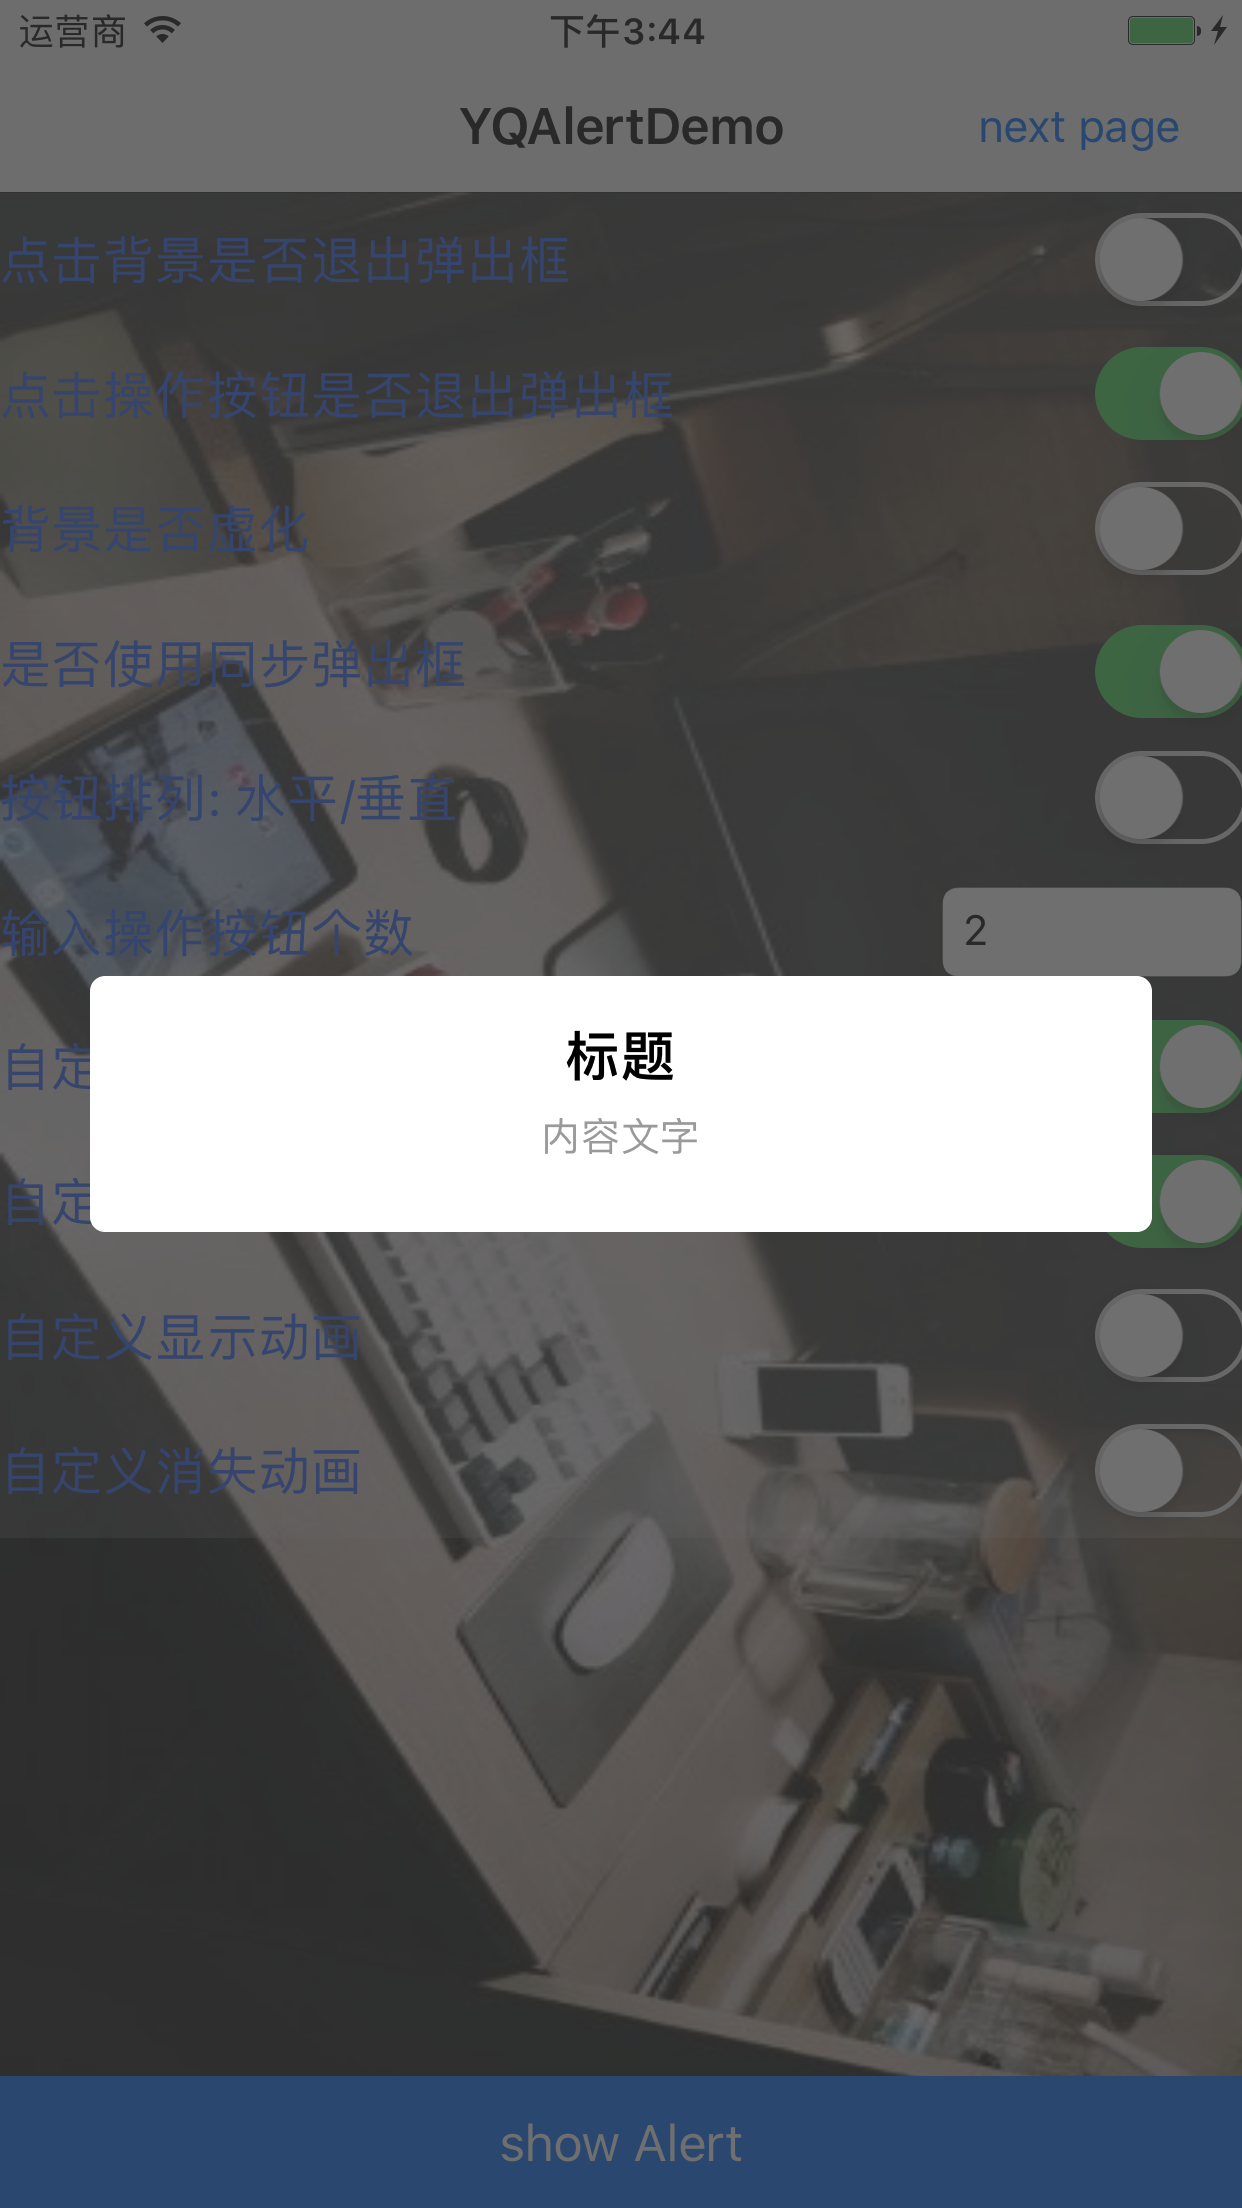 运营商 下午3:44
YQAlertDemo next page
点击背景是否退出弹出框
点击操作按钮是否退出弹出框
背景是否虚化
是否使用同步弹出框
按钮排列: 水平/垂直
输入操作按钮个数 2
标题
自定
内容文字
自定
自定义显示动画
自定义消失动画
show Alert